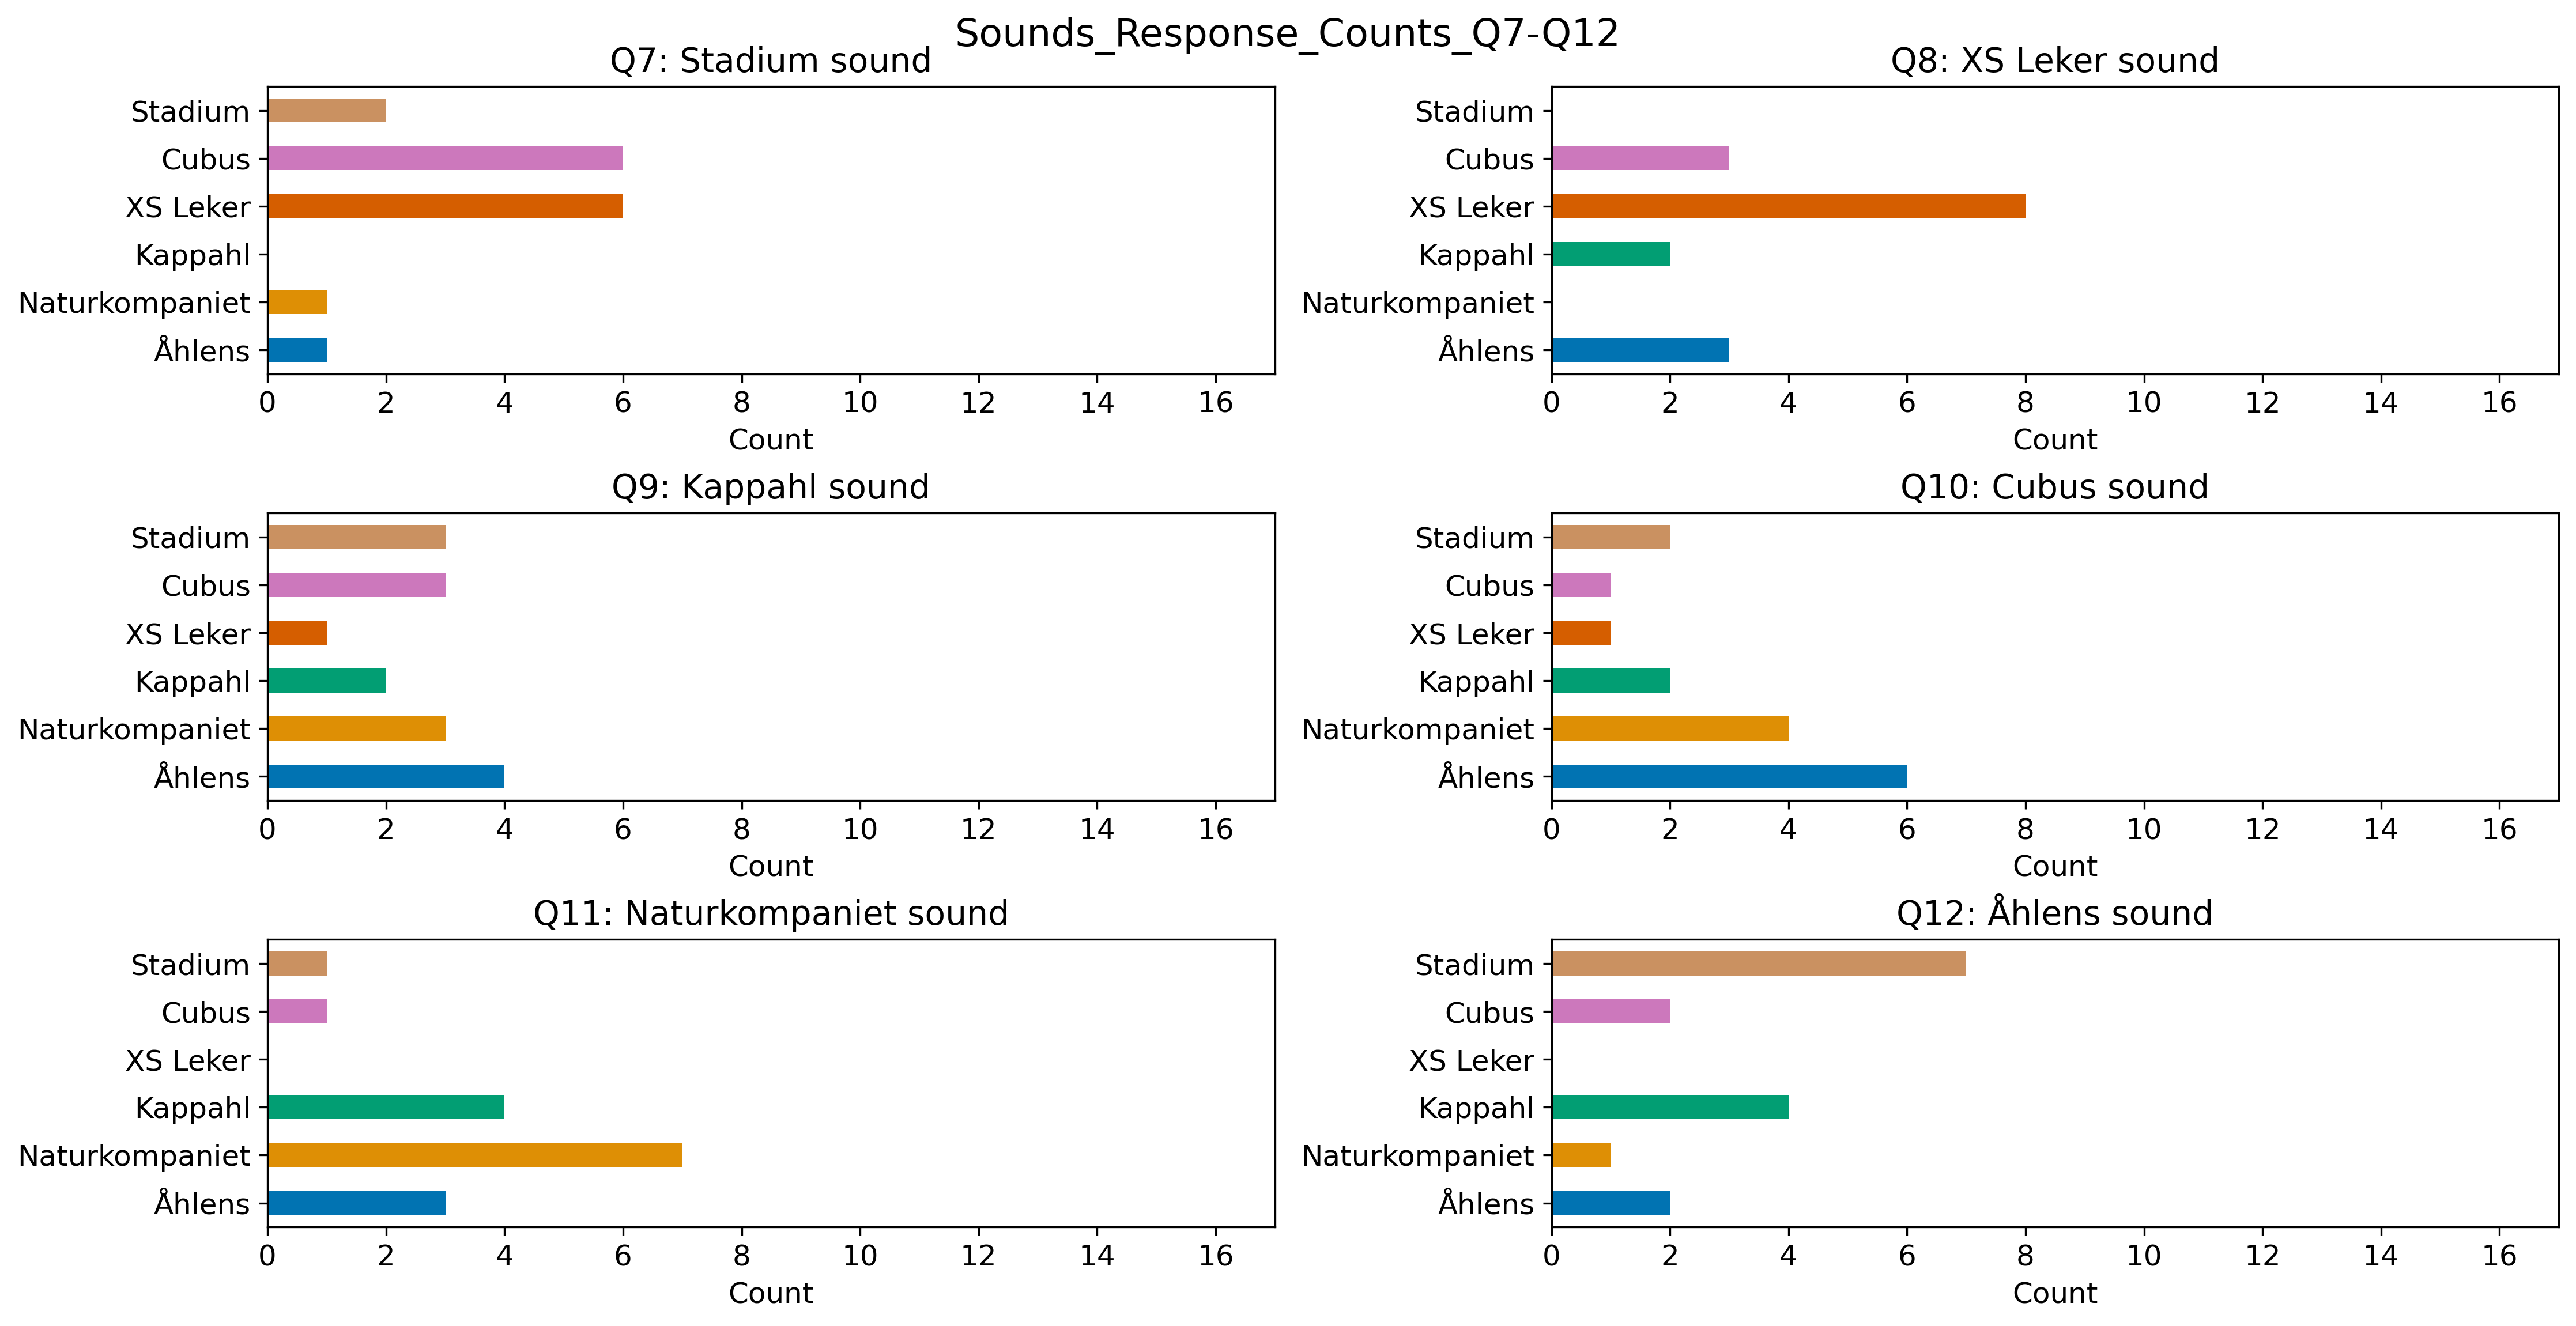 Sounds_Response_Counts_Q7-Q12
Q7: Stadium sound
Stadium
Cubus
XS Leker
Kappahl
Naturkompaniet
Åhlens
0 2 4 6 8 10 12 14 16
Count
Q8: XS Leker sound
Stadium
Cubus
XS Leker
Kappahl
Naturkompaniet
Åhlens
0 2 4 6 8 10 12 14 16
Count
Q9: Kappahl sound
Stadium
Cubus
XS Leker
Kappahl
Naturkompaniet
Åhlens
0 2 4 6 8 10 12 14 16
Count
Q10: Cubus sound
Stadium
Cubus
XS Leker
Kappahl
Naturkompaniet
Åhlens
0 2 4 6 8 10 12 14 16
Count
Q11: Naturkompaniet sound
Stadium
Cubus
XS Leker
Kappahl
Naturkompaniet
Åhlens
0 2 4 6 8 10 12 14 16
Count
Q12: Åhlens sound
Stadium
Cubus
XS Leker
Kappahl
Naturkompaniet
Åhlens
0 2 4 6 8 10 12 14 16
Count